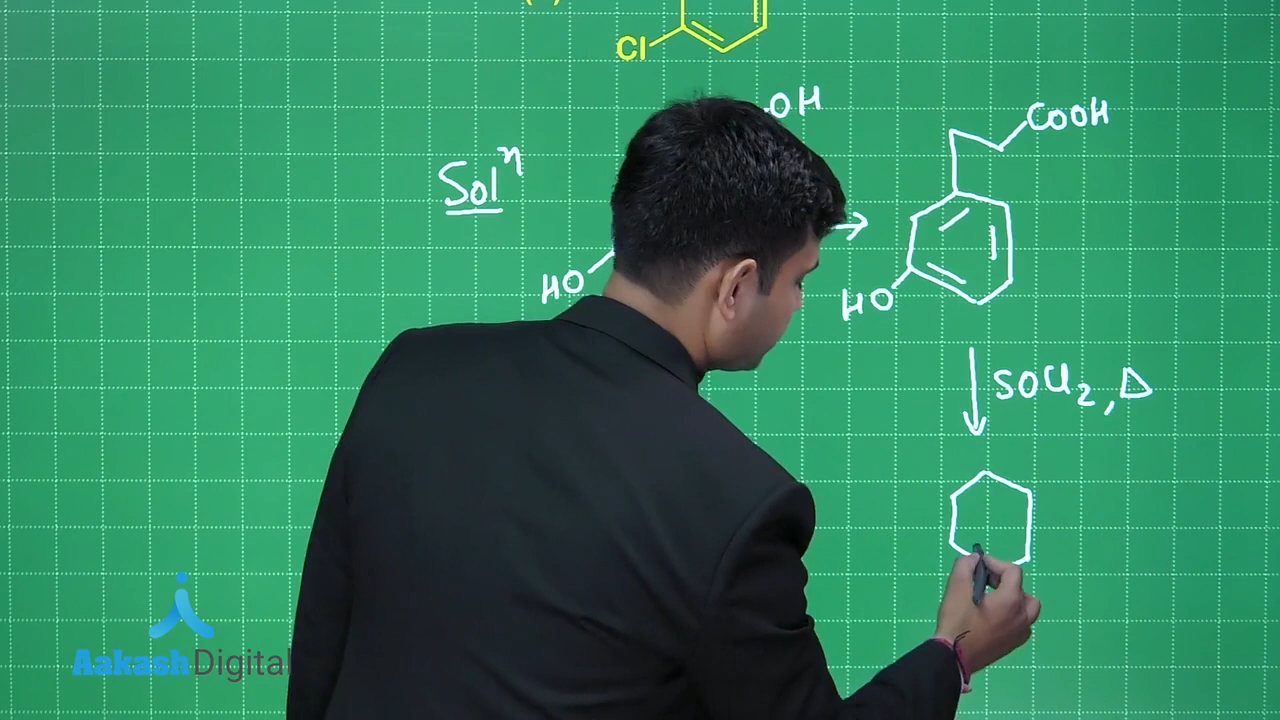 Cl
OH
COOH
Solⁿ
HO
HO
SOCl₂, Δ
Aakash Digital